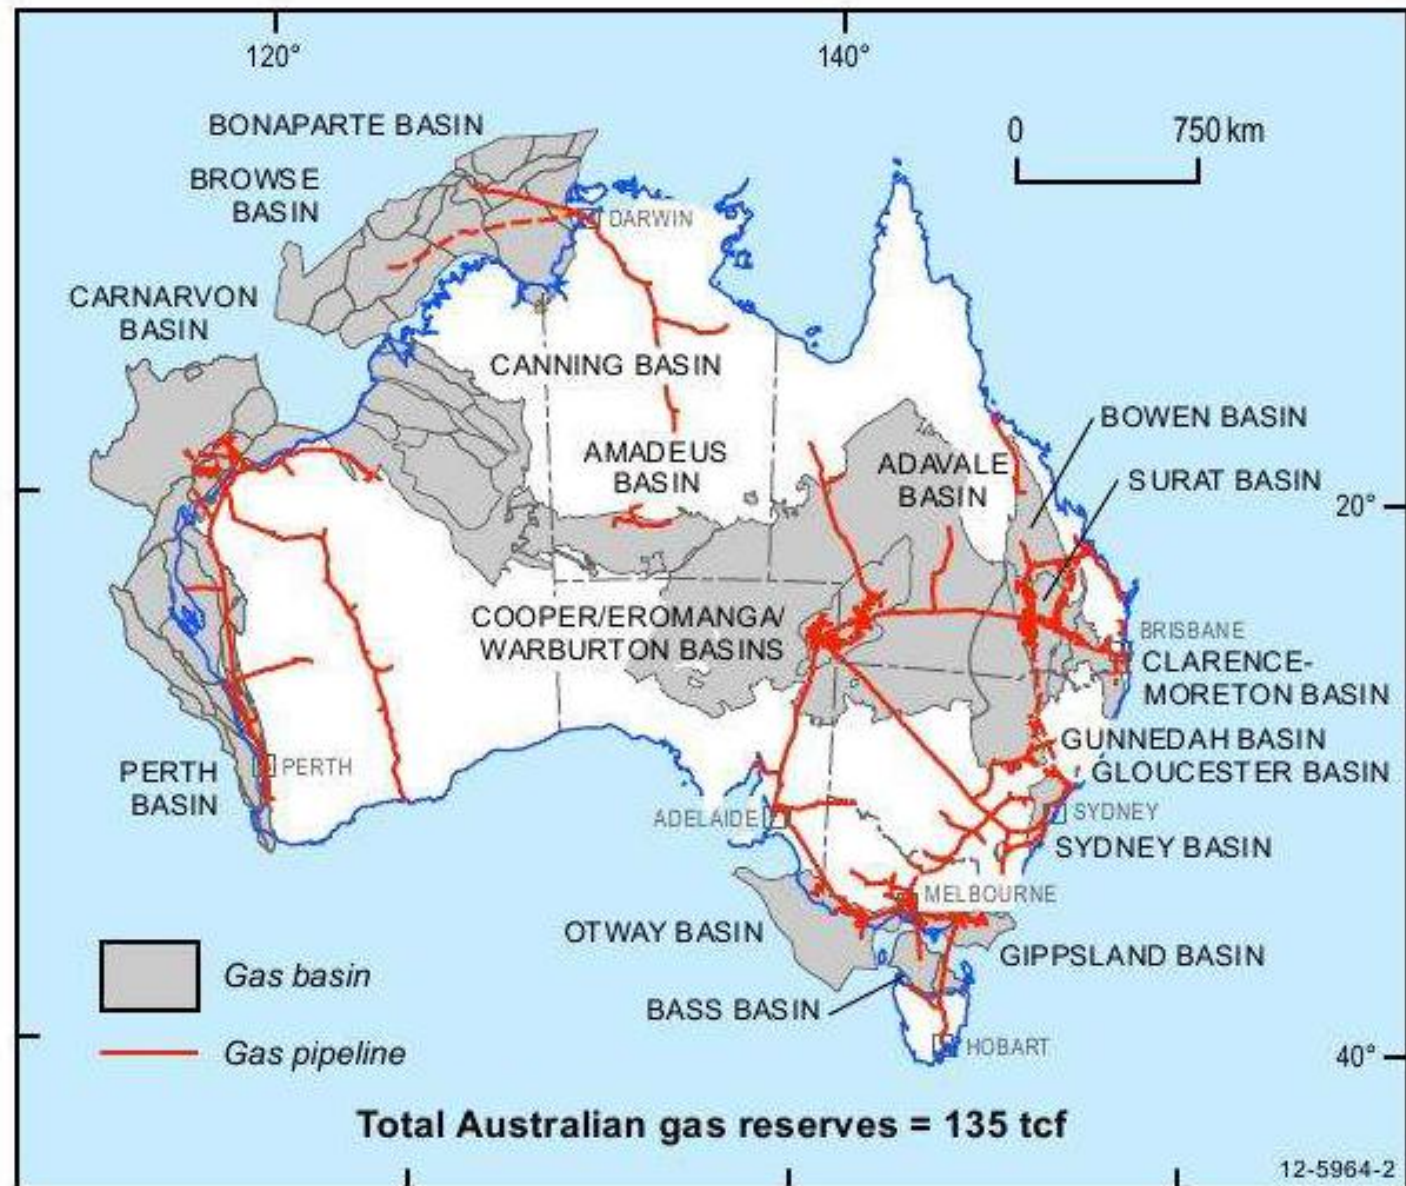 120°
140°
BONAPARTE BASIN
0
750 km
BROWSE
BASIN
DARWIN
CARNARVON
BASIN
CANNING BASIN
BOWEN BASIN
AMADEUS
BASIN
ADAVALE
BASIN
SURAT BASIN
20°
COOPER/EROMANGA/
WARBURTON BASINS
BRISBANE
CLARENCE-
MORETON BASIN
GUNNEDAH BASIN
GLOUCESTER BASIN
PERTH
BASIN
PERTH
ADELAIDE
SYDNEY
SYDNEY BASIN
MELBOURNE
OTWAY BASIN
GIPPSLAND BASIN
BASS BASIN
HOBART
Gas basin
Gas pipeline
40°
Total Australian gas reserves = 135 tcf
12-5964-2